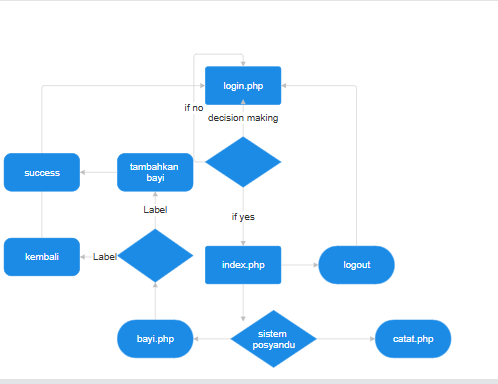 login.php
if no
decision making
success
tambahkan
bayi
Label
if yes
kembali
Label
index.php
logout
bayi.php
sistem
posyandu
catat.php